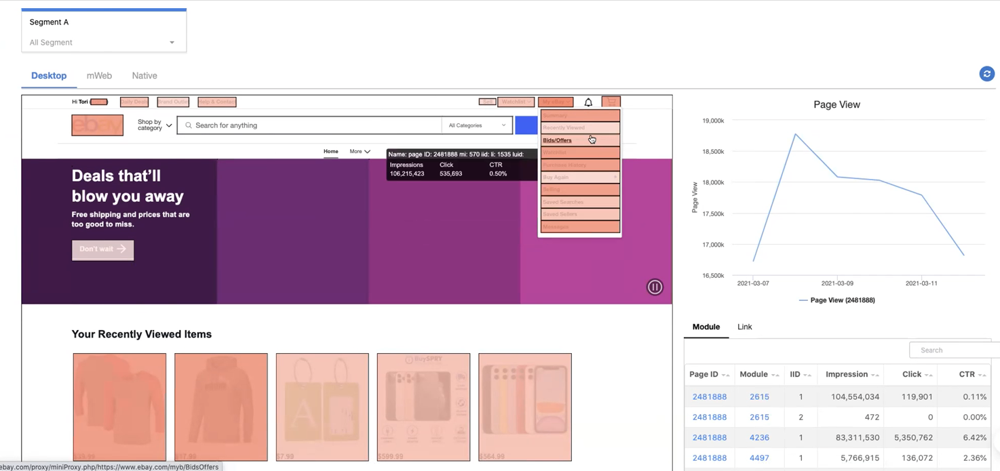 Segment A
All Segment
Desktop mWeb Native
Hi Tori
Daily Deals Brand Outlet Help & Contact
Sell Watchlist My eBay
ebay
Shop by
category
Search for anything
All Categories
Summary
Recently Viewed
Bids/Offers
Watchlist
Purchase History
Buy Again
Selling
Saved Searches
Saved Sellers
Messages
Home More
Name: page ID: 2481888 mi: 570 iid: li: 1535 luid:
Impressions Click CTR
106,215,423 535,693 0.50%
Deals that’ll
blow you away
Free shipping and prices that are
too good to miss.
Don't wait
Your Recently Viewed Items
BuySPRY
A
$7.99 $599.99 $564.99
ebay.com/proxy/miniProxy.php/https://www.ebay.com/myb/BidsOffers
Page View
19,000k
18,500k
18,000k
17,500k
17,000k
16,500k
Page View
2021-03-07 2021-03-09 2021-03-11
Page View (2481888)
Module Link
Search
Page ID Module IID Impression Click CTR
2481888 2615 1 104,554,034 119,901 0.11%
2481888 2615 2 472 0 0.00%
2481888 4236 1 83,311,530 5,350,762 6.42%
2481888 4497 1 5,766,915 136,072 2.36%